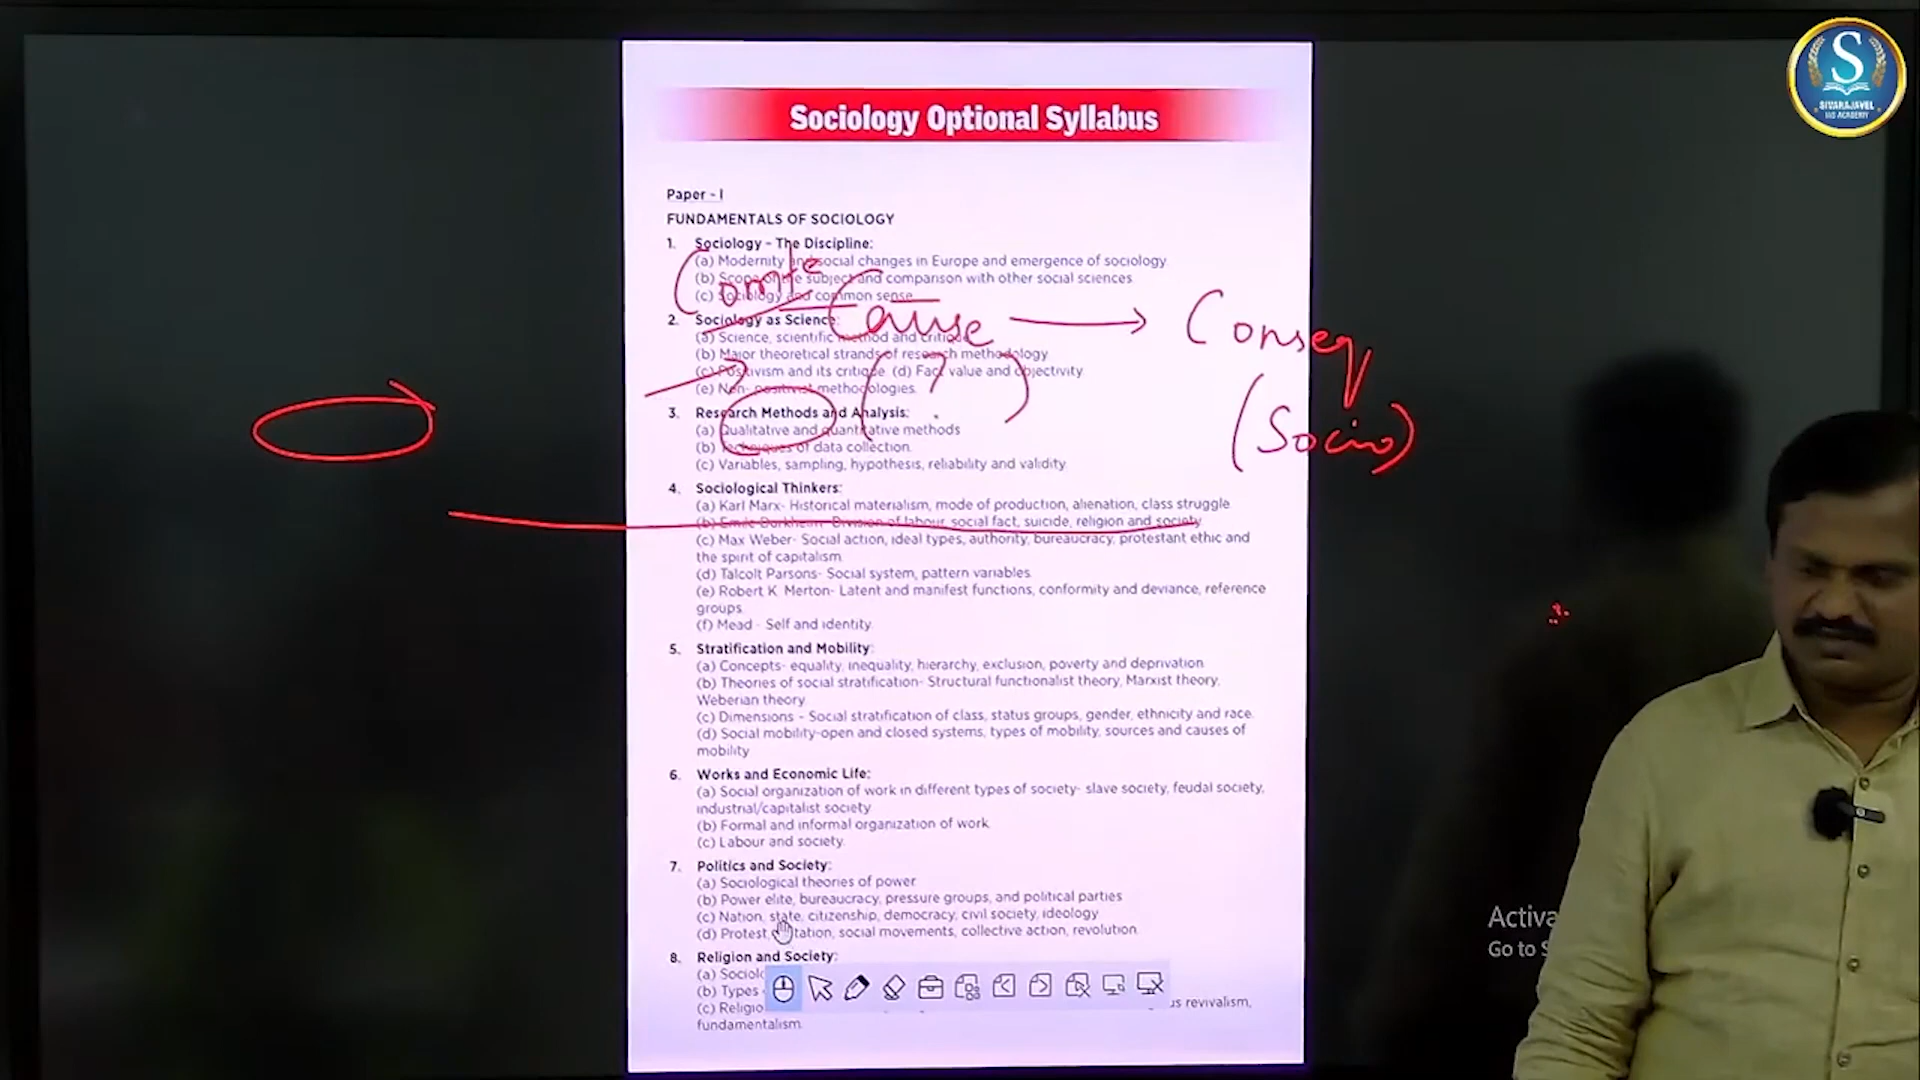 S
SIVARAJAVEL
IAS ACADEMY
Sociology Optional Syllabus
Paper - I
FUNDAMENTALS OF SOCIOLOGY
1. Sociology - The Discipline:
(a) Modernity and social changes in Europe and emergence of sociology
(b) Scope of the subject and comparison with other social sciences
(c) Sociology and common sense
Comte
2. Sociology as Science:
Cause
Conseq
(a) Science, scientific method and critique
(b) Major theoretical strands of research methodology
(c) Positivism and its critique (d) Fact value and objectivity
(?)
(e) Non- positivist methodologies.
3. Research Methods and Analysis:
(a) Qualitative and quantitative methods
(Socio)
(b) Techniques of data collection.
(c) Variables, sampling, hypothesis, reliability and validity.
4. Sociological Thinkers:
(a) Karl Marx- Historical materialism, mode of production, alienation, class struggle
(b) Emile Durkheim- Division of labour, social fact, suicide, religion and society
(c) Max Weber- Social action, ideal types, authority, bureaucracy, protestant ethic and
the spirit of capitalism.
(d) Talcolt Parsons- Social system, pattern variables.
(e) Robert K. Merton- Latent and manifest functions, conformity and deviance, reference
groups.
(f) Mead - Self and identity.
5. Stratification and Mobility:
(a) Concepts- equality, inequality, hierarchy, exclusion, poverty and deprivation.
(b) Theories of social stratification- Structural functionalist theory, Marxist theory,
Weberian theory
(c) Dimensions - Social stratification of class, status groups, gender, ethnicity and race.
(d) Social mobility-open and closed systems, types of mobility, sources and causes of
mobility
6. Works and Economic Life:
(a) Social organization of work in different types of society- slave society, feudal society,
industrial/capitalist society
(b) Formal and informal organization of work.
(c) Labour and society.
7. Politics and Society:
(a) Sociological theories of power
(b) Power elite, bureaucracy, pressure groups, and political parties
(c) Nation, state, citizenship, democracy, civil society, ideology
Activa
(d) Protest, tation, social movements, collective action, revolution.
Go to S
8. Religion and Society:
(a) Sociolo
(b) Types
(c) Religio us revivalism,
fundamentalism.